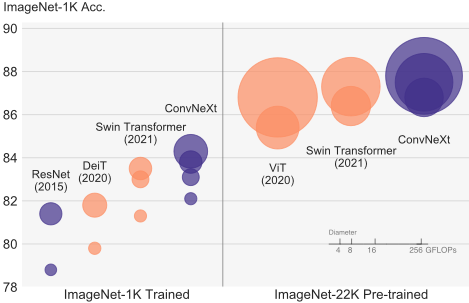 ImageNet-1K Acc.
90
88
86
84
82
80
78
ResNet
(2015)
DeiT
(2020)
Swin Transformer
(2021)
ConvNeXt
ViT
(2020)
Swin Transformer
(2021)
ConvNeXt
Diameter
4 8 16 256 GFLOPs
ImageNet-1K Trained
ImageNet-22K Pre-trained